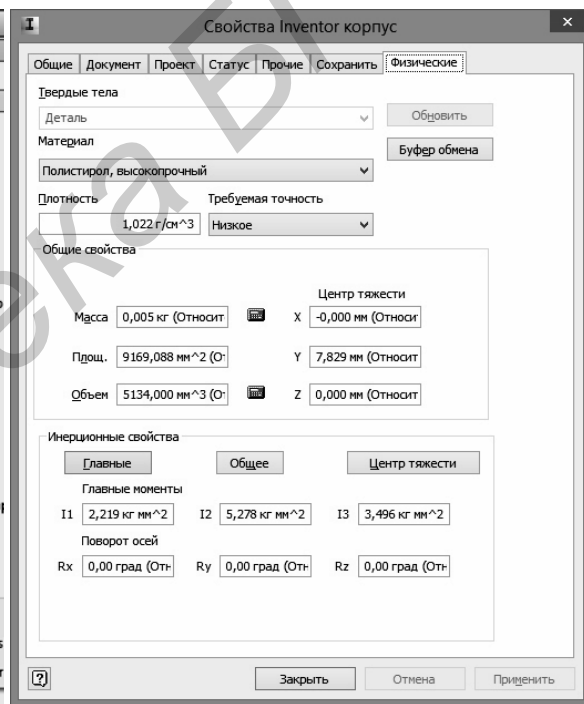 Свойства Inventor корпус
Общие Документ Проект Статус Прочие Сохранить Физические
Твердые тела
Деталь Обновить
Материал
Буфер обмена
Полистирол, высокопрочный
Плотность Требуемая точность
1,022 г/см^3 Низкое
Общие свойства
Центр тяжести
Масса 0,005 кг (Относит X -0,000 мм (Относит
Площ. 9169,088 мм^2 (От Y 7,829 мм (Относит
Объем 5134,000 мм^3 (О Z 0,000 мм (Относит
Инерционные свойства
Главные Общее Центр тяжести
Главные моменты
I1 2,219 кг мм^2 I2 5,278 кг мм^2 I3 3,496 кг мм^2
Поворот осей
Rx 0,00 град (Отн Ry 0,00 град (Отн Rz 0,00 град (Отн
Закрыть Отмена Применить